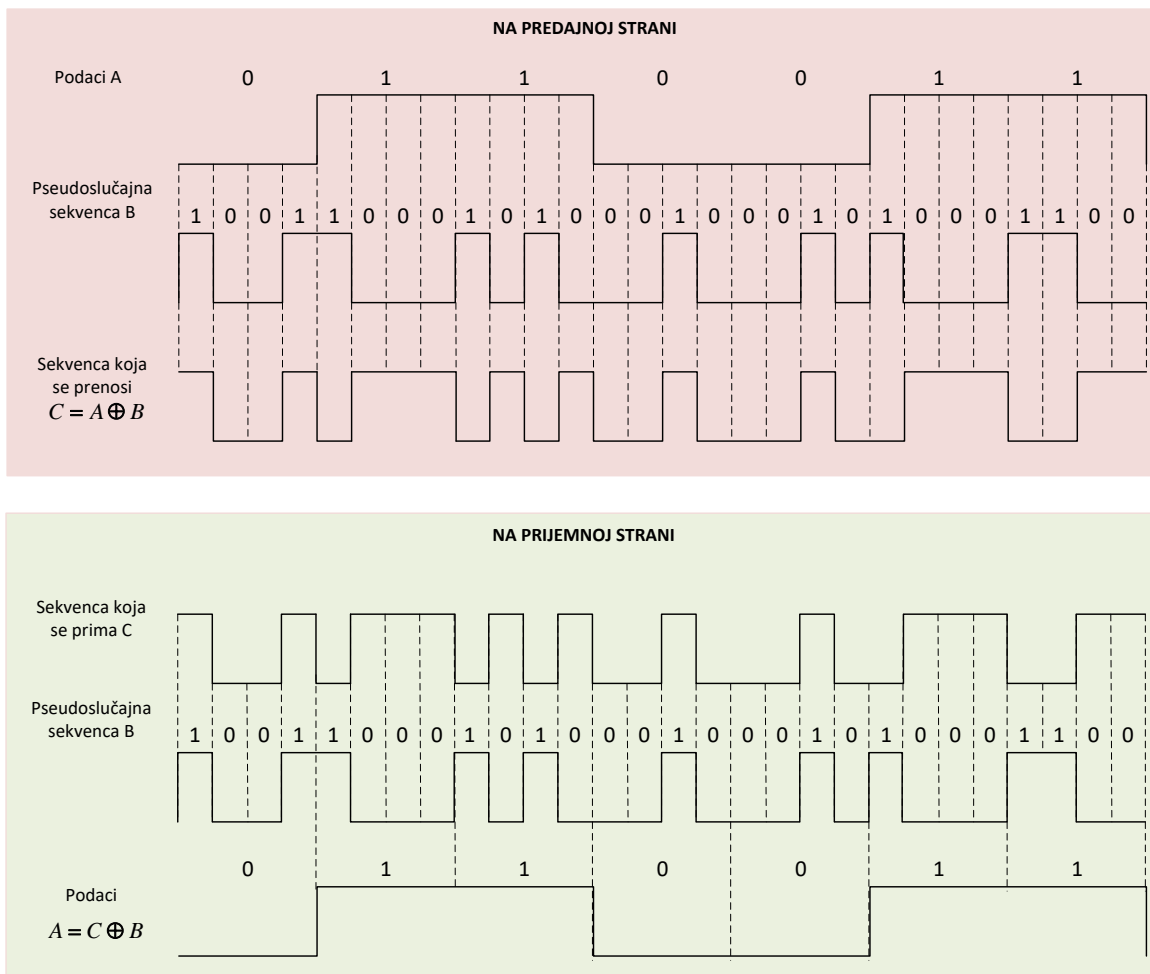 NA PREDAJNOJ STRANI
Podaci A
0 1 1 0 0 1 1
Pseudoslučajna
sekvenca B
1 0 0 1 1 0 0 0 1 0 1 0 0 0 1 0 0 0 1 0 1 0 0 0 1 1 0 0
Sekvenca koja
se prenosi
C = A ⊕ B
NA PRIJEMNOJ STRANI
Sekvenca koja
se prima C
Pseudoslučajna
sekvenca B
1 0 0 1 1 0 0 0 1 0 1 0 0 0 1 0 0 0 1 0 1 0 0 0 1 1 0 0
0 1 1 0 0 1 1
Podaci
A = C ⊕ B